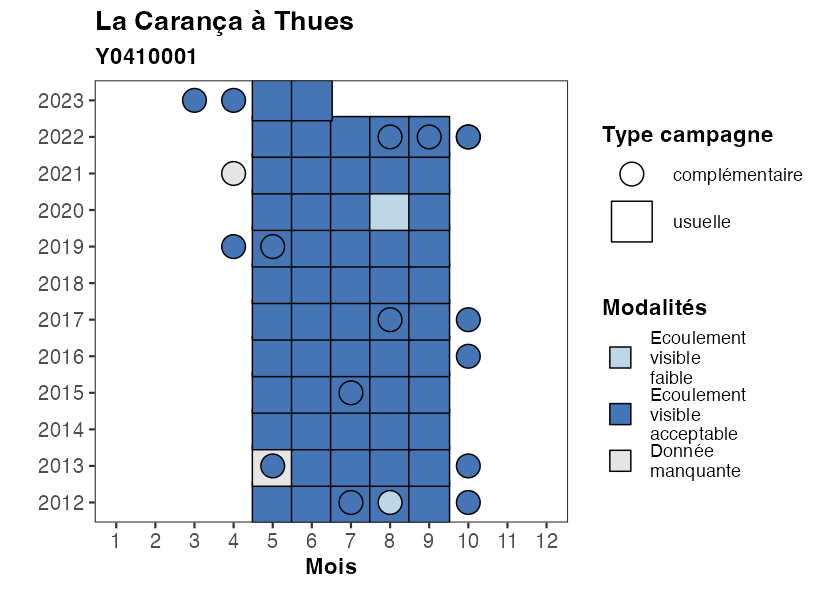 La Carança à Thues
Y0410001
2023
2022
2021
2020
2019
2018
2017
2016
2015
2014
2013
2012
1 2 3 4 5 6 7 8 9 10 11 12
Mois
Type campagne
complémentaire
usuelle
Modalités
Ecoulement
visible
faible
Ecoulement
visible
acceptable
Donnée
manquante